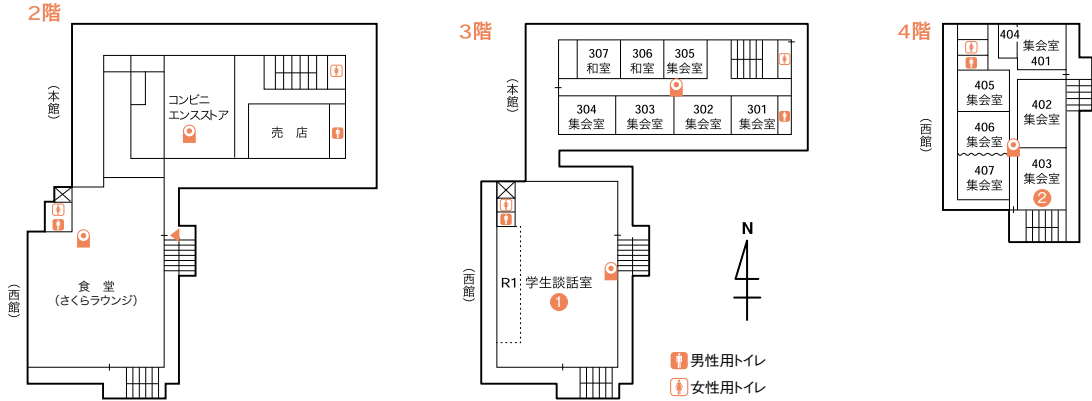 2階
(本館)
コンビニ
エンスストア
売 店
食 堂
(さくらラウンジ)
(西館)
3階
(本館)
307
和室
306
和室
305
集会室
304
集会室
303
集会室
302
集会室
301
集会室
(西館)
R1
学生談話室
1
N
男性用トイレ
女性用トイレ
4階
(西館)
404
集会室
401
405
集会室
402
集会室
406
集会室
407
集会室
403
集会室
2